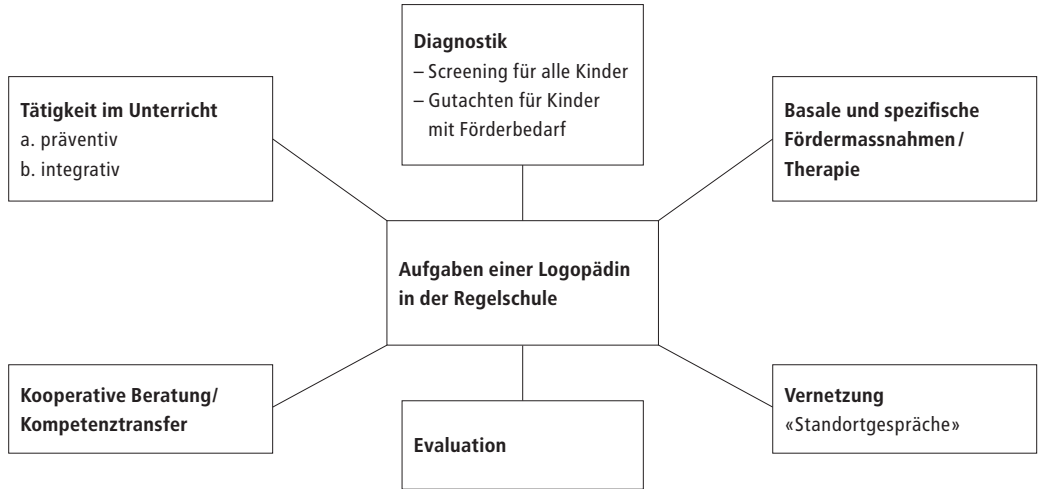 Diagnostik
– Screening für alle Kinder
– Gutachten für Kinder
mit Förderbedarf
Tätigkeit im Unterricht
a. präventiv
b. integrativ
Basale und spezifische
Fördermassnahmen /
Therapie
Aufgaben einer Logopädin
in der Regelschule
Kooperative Beratung/
Kompetenztransfer
Evaluation
Vernetzung
«Standortgespräche»